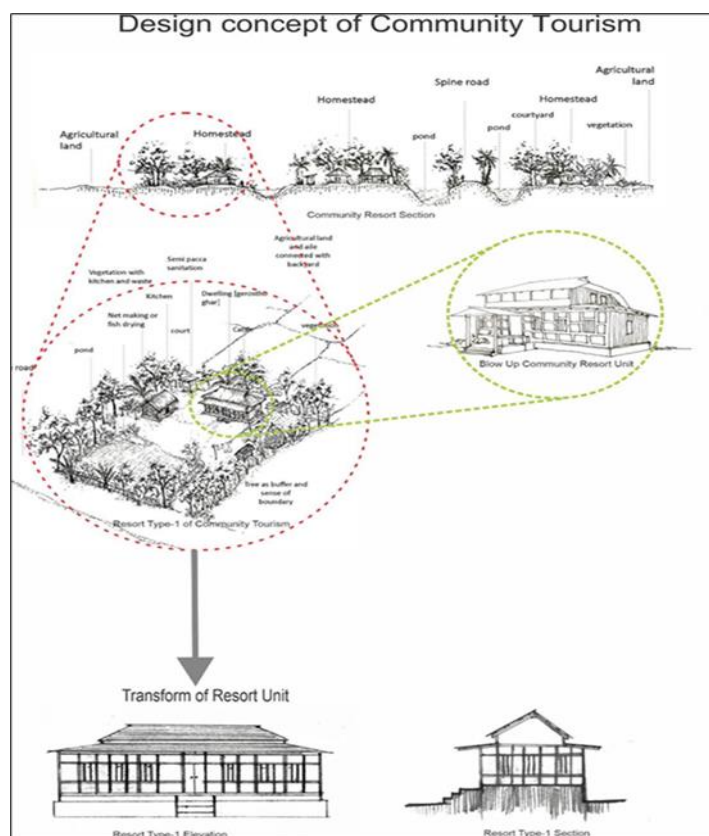 Design concept of Community Tourism
Agricultural
land
Spine road
Homestead
Homestead
courtyard
Agricultural
land
Homestead
pond
pond
vegetation
Community Resort Section
Agricultural land
and aile
connected with
backyard
Semi pacca
sanitation
Vegetation with
kitchen and waste
Dwelling
ghar]
Kitchen
Net making or
fish drying
court
pond
road
Blow Up Community Resort Unit
Tree as buffer and
sense of
boundary
Resort Type-1 of Community Tourism
Transform of Resort Unit
Resort Type-1 Elevation
Resort Type-1 Section